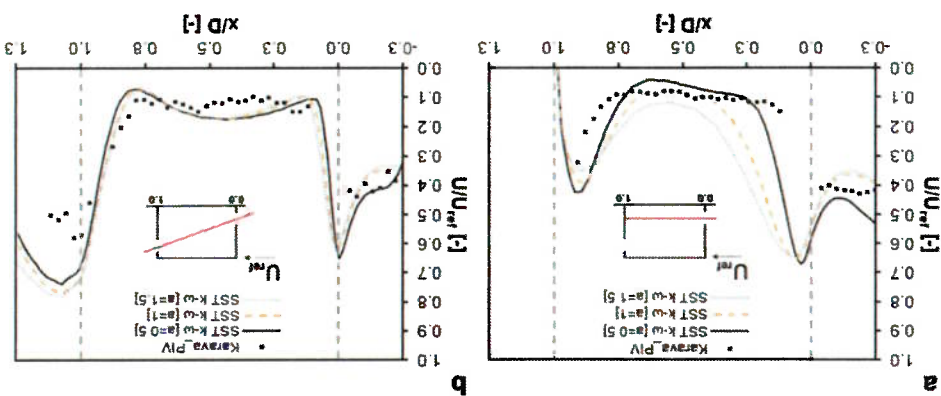 a
U/U_ref [-]
1.0
0.9
0.8
0.7
0.6
0.5
0.4
0.3
0.2
0.1
0.0
Karava_PIV
SST k-ω [a=0.5]
SST k-ω [a=1]
SST k-ω [a=1.5]
U_ref
0.0 1.0
-0.3 0.0 0.3 0.5 0.8 1.0 1.3
x/D [-]
b
U/U_ref [-]
1.0
0.9
0.8
0.7
0.6
0.5
0.4
0.3
0.2
0.1
0.0
Karava_PIV
SST k-ω [a=0.5]
SST k-ω [a=1]
SST k-ω [a=1.5]
U_ref
0.0 1.0
-0.3 0.0 0.3 0.5 0.8 1.0 1.3
x/D [-]